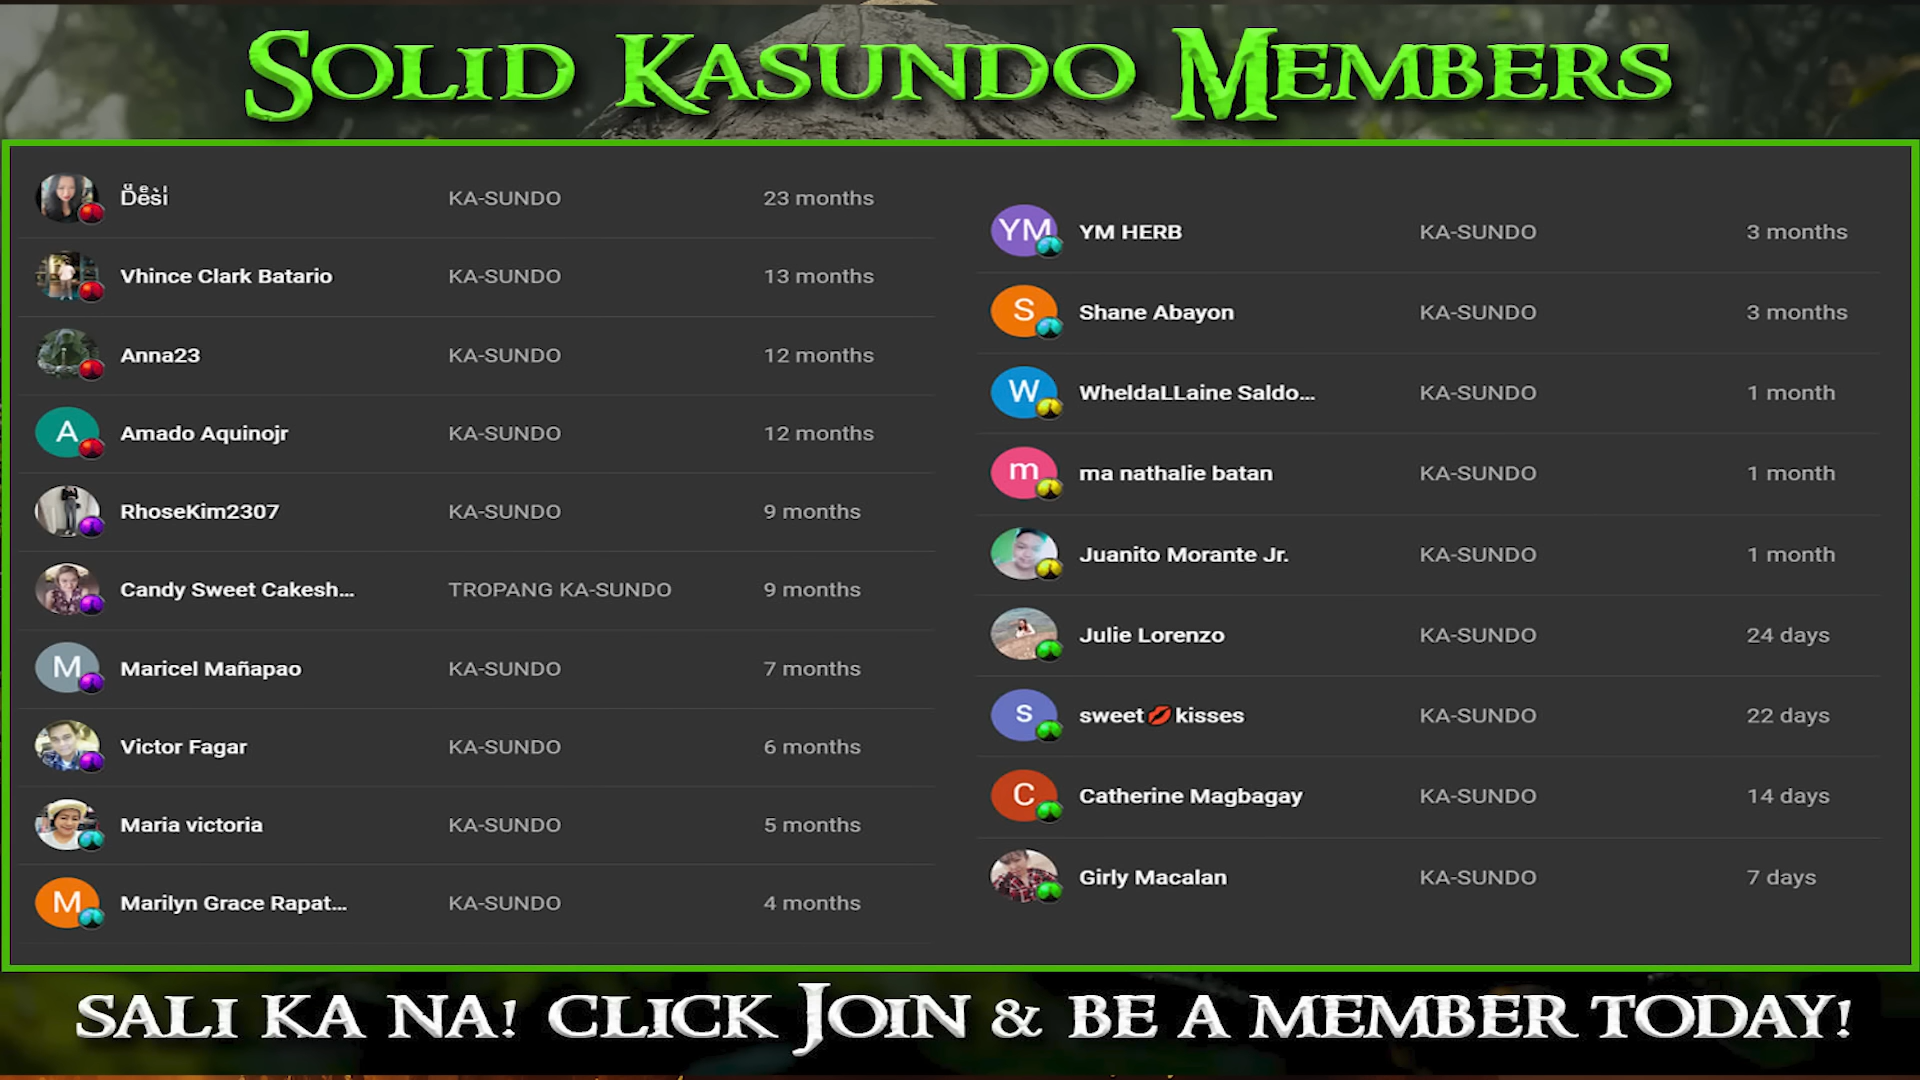 SOLID KASUNDO MEMBERS
D̈ës̀ï KA-SUNDO 23 months
Vhince Clark Batario KA-SUNDO 13 months
Anna23 KA-SUNDO 12 months
A Amado Aquinojr KA-SUNDO 12 months
RhoseKim2307 KA-SUNDO 9 months
Candy Sweet Cakesh... TROPANG KA-SUNDO 9 months
M Maricel Mañapao KA-SUNDO 7 months
Victor Fagar KA-SUNDO 6 months
Maria victoria KA-SUNDO 5 months
M Marilyn Grace Rapat... KA-SUNDO 4 months
YM YM HERB KA-SUNDO 3 months
S Shane Abayon KA-SUNDO 3 months
W WheldaLLaine Saldo... KA-SUNDO 1 month
m ma nathalie batan KA-SUNDO 1 month
Juanito Morante Jr. KA-SUNDO 1 month
Julie Lorenzo KA-SUNDO 24 days
s sweet💋kisses KA-SUNDO 22 days
C Catherine Magbagay KA-SUNDO 14 days
Girly Macalan KA-SUNDO 7 days
SALI KA NA! CLICK JOIN & BE A MEMBER TODAY!